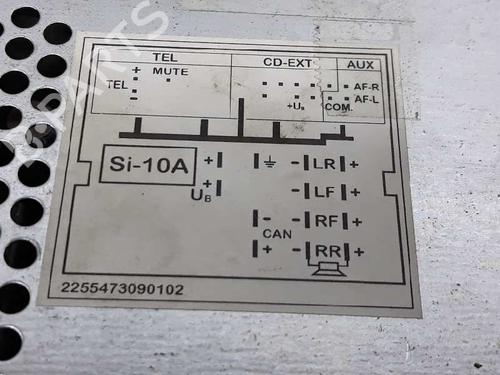 TEL CD-EXT AUX
+ MUTE
TEL AF-R
- +UB COM. AF-L
Si-10A + LR +
+ UB - LF +
- CAN - RF +
+ - RR +
2255473090102
B-PARTS